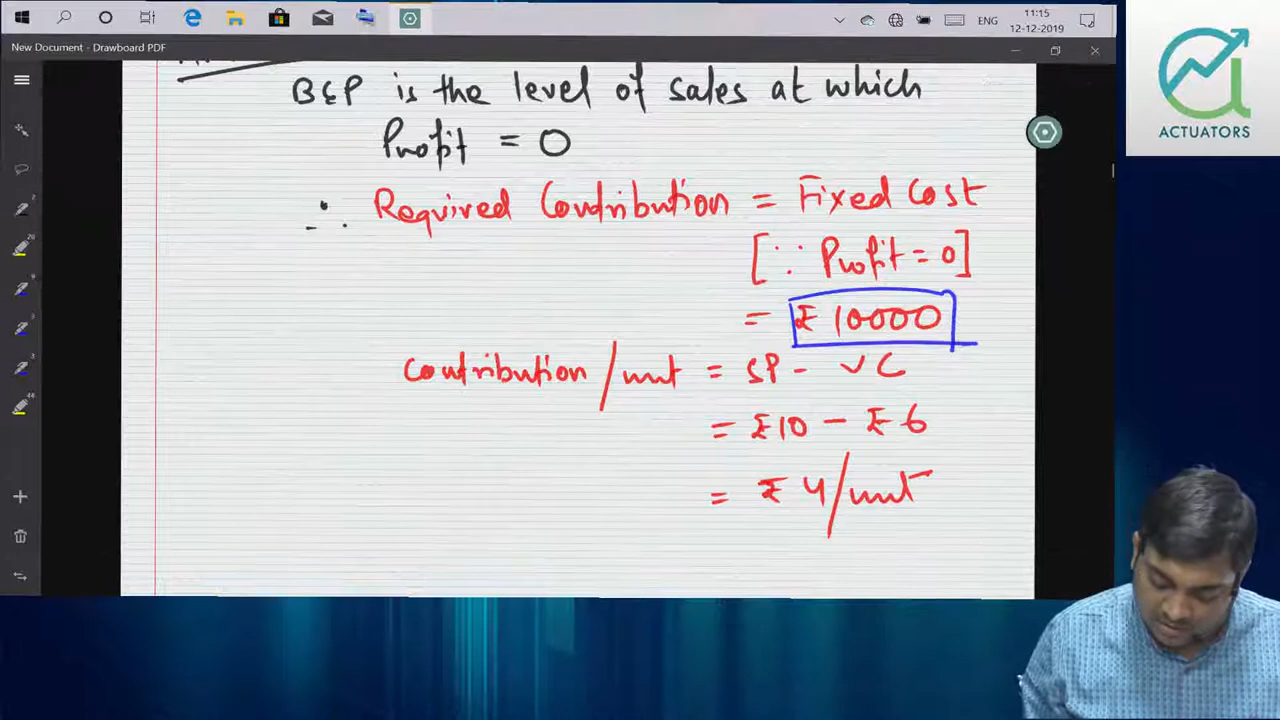 11:15
ENG
12-12-2019
New Document - Drawboard PDF
ACTUATORS
BEP is the level of sales at which
Profit = 0
∴ Required Contribution = Fixed Cost
[∵ Profit = 0]
= ₹ 10000
Contribution / unit = SP - VC
= ₹10 - ₹ 6
= ₹ 4/unit